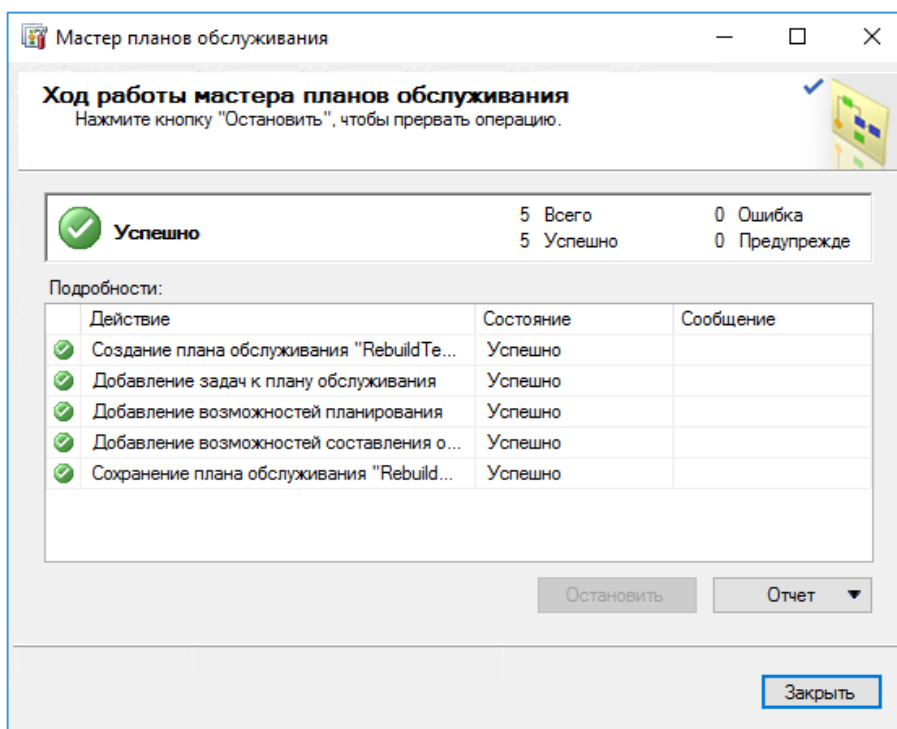 Мастер планов обслуживания
Ход работы мастера планов обслуживания
Нажмите кнопку "Остановить", чтобы прервать операцию.
Успешно
5 Всего
0 Ошибка
5 Успешно
0 Предупрежде
Подробности:
Действие Состояние Сообщение
Создание плана обслуживания "RebuildTe... Успешно
Добавление задач к плану обслуживания Успешно
Добавление возможностей планирования Успешно
Добавление возможностей составления о... Успешно
Сохранение плана обслуживания "Rebuild... Успешно
Остановить Отчет
Закрыть